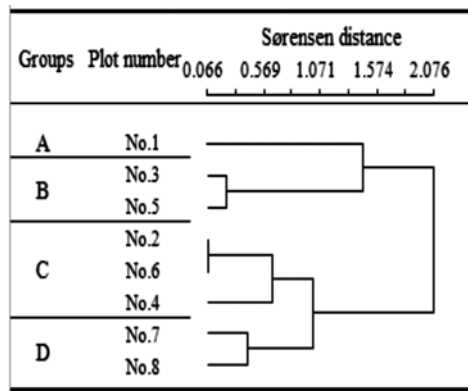 Sørensen distance
Groups Plot number 0.066 0.569 1.071 1.574 2.076
A No.1
B No.3
No.5
C No.2
No.6
No.4
D No.7
No.8